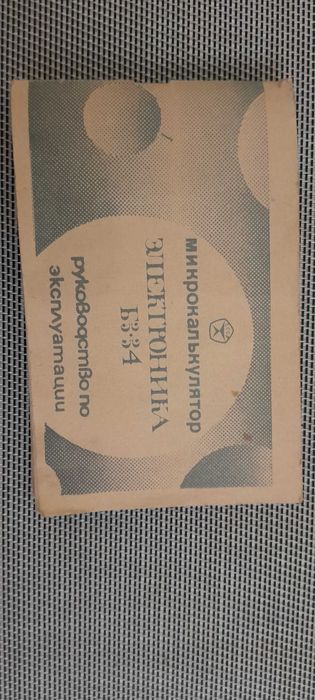 микрокалькулятор
ЭЛЕКТРОНИКА
Б3-34
руководство по
эксплуатации